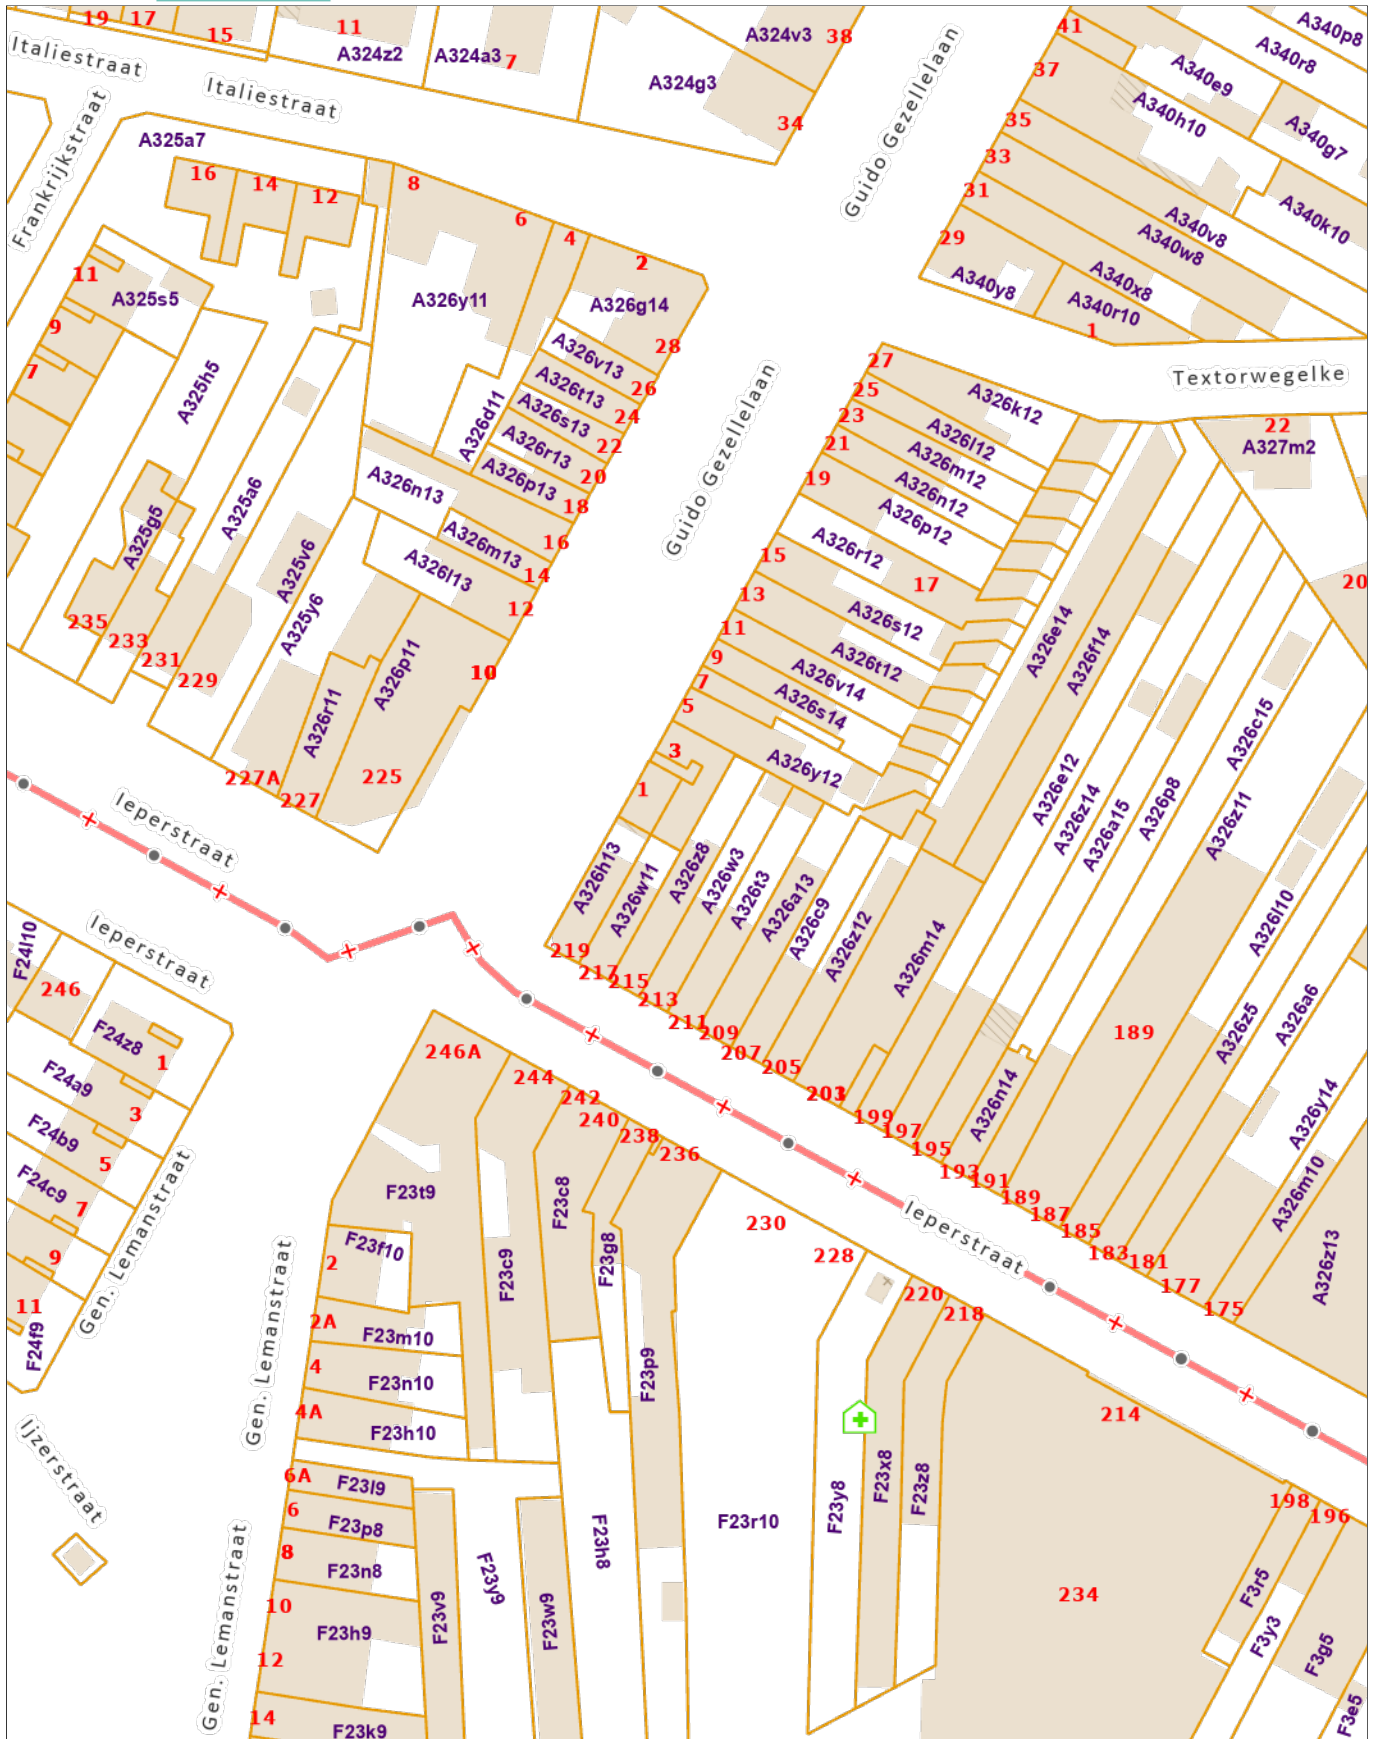 19
17
15
11
A324z2
A324a3
7
A324v3
38
A324g3
34
41
37
35
33
31
29
A340p8
A340r8
A340e9
A340h10
A340g7
A340k10
A340v8
A340w8
A340x8
A340y8
A340r10
1
Italiestraat
Italiestraat
Frankrijkstraat
Guido Gezellelaan
A325a7
16
14
12
8
6
4
2
11
A325s5
9
7
A326y11
A326g14
28
A326v13
26
A326t13
24
A326s13
22
A326r13
20
A326p13
18
A326d11
A326n13
16
A326m13
14
A326l13
12
A325h5
A325a6
A325g5
A325v6
A325y6
A326r11
A326p11
10
235
233
231
229
227A
227
225
Guido Gezellelaan
Textorwegelke
27
A326k12
25
A326l12
23
A326m12
21
A326n12
19
A326p12
A326r12
17
15
A326s12
13
A326t12
11
A326v14
9
A326s14
7
5
A326y12
3
1
22
A327m2
20
A326e14
A326f14
A326e12
A326z14
A326a15
A326p8
A326c15
A326z11
A326l10
A326z5
A326a6
A326y14
A326m10
A326z13
A326h13
A326w11
A326z8
A326w3
A326t3
A326a13
A326c9
A326z12
A326m14
A326n14
189
219
217
215
213
211
209
207
205
203
199
197
195
193
191
189
187
185
183
181
177
175
Ieperstraat
Ieperstraat
Ieperstraat
F24l10
246
F24z8
1
F24a9
3
F24b9
5
F24c9
7
9
11
F24f9
Gen. Lemanstraat
Gen. Lemanstraat
Gen. Lemanstraat
Ijzerstraat
246A
244
242
240
238
236
230
228
220
218
214
198
196
234
F23t9
F23f10
2
2A
F23m10
4
F23n10
4A
F23h10
6A
F23l9
6
F23p8
8
F23n8
10
F23h9
12
14
F23k9
F23c9
F23c8
F23g8
F23p9
F23v9
F23y9
F23w9
F23h8
F23r10
F23y8
F23x8
F23z8
F3r5
F3y3
F3g5
F3e5